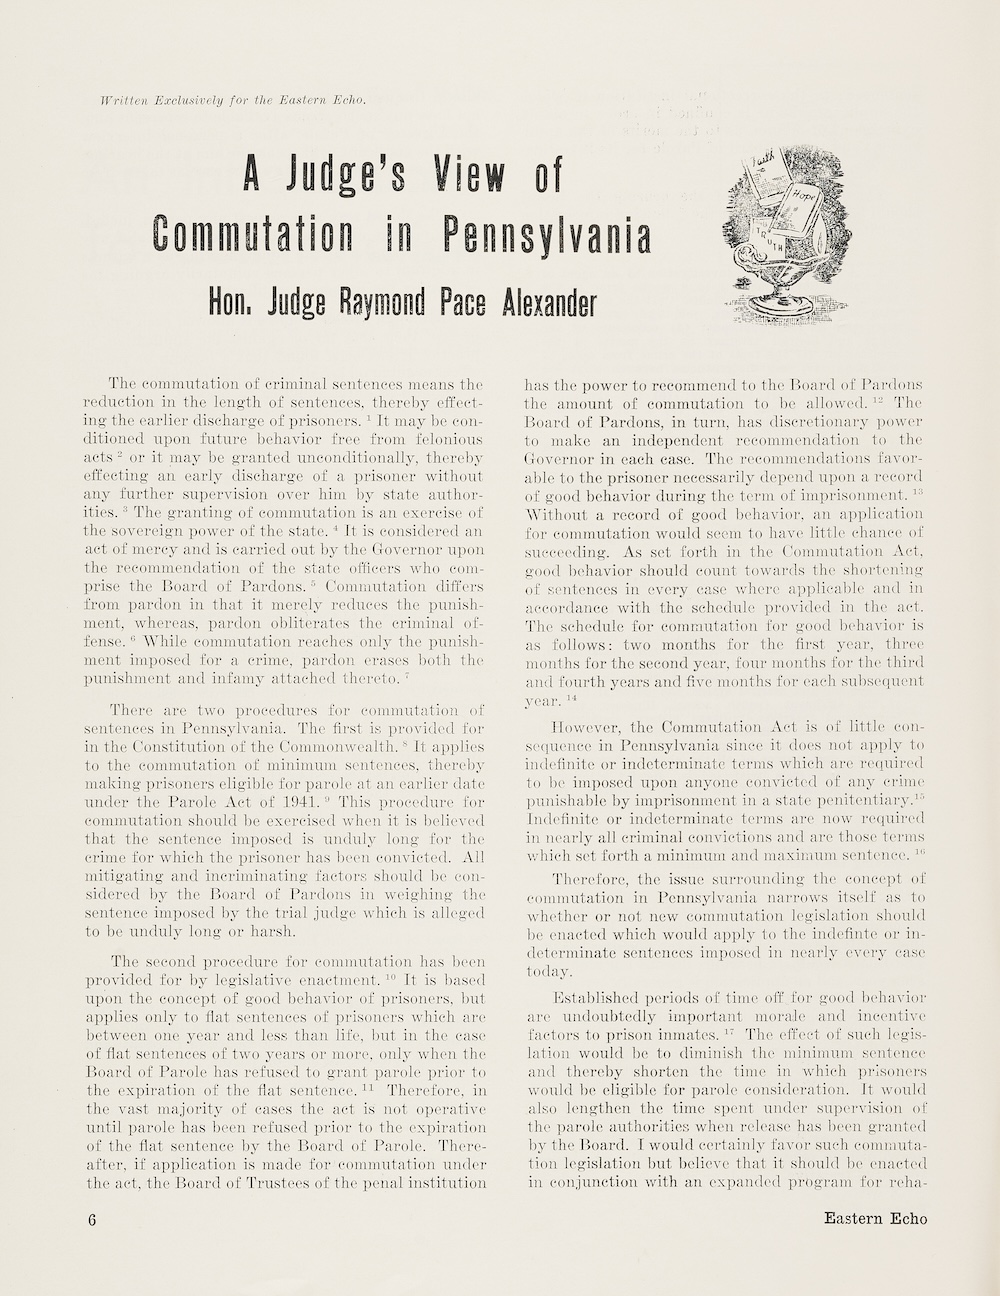 Written Exclusively for the Eastern Echo.
A Judge's View of
Commutation in Pennsylvania
Hon. Judge Raymond Pace Alexander
Faith
Hope
TRUTH
The commutation of criminal sentences means the
reduction in the length of sentences, thereby effect-
ing the earlier discharge of prisoners. 1 It may be con-
ditioned upon future behavior free from felonious
acts 2 or it may be granted unconditionally, thereby
effecting an early discharge of a prisoner without
any further supervision over him by state author-
ities. 3 The granting of commutation is an exercise of
the sovereign power of the state. 4 It is considered an
act of mercy and is carried out by the Governor upon
the recommendation of the state officers who com-
prise the Board of Pardons. 5 Commutation differs
from pardon in that it merely reduces the punish-
ment, whereas, pardon obliterates the criminal of-
fense. 6 While commutation reaches only the punish-
ment imposed for a crime, pardon erases both the
punishment and infamy attached thereto. 7
There are two procedures for commutation of
sentences in Pennsylvania. The first is provided for
in the Constitution of the Commonwealth. 8 It applies
to the commutation of minimum sentences, thereby
making prisoners eligible for parole at an earlier date
under the Parole Act of 1941. 9 This procedure for
commutation should be exercised when it is believed
that the sentence imposed is unduly long for the
crime for which the prisoner has been convicted. All
mitigating and incriminating factors should be con-
sidered by the Board of Pardons in weighing the
sentence imposed by the trial judge which is alleged
to be unduly long or harsh.
The second procedure for commutation has been
provided for by legislative enactment. 10 It is based
upon the concept of good behavior of prisoners, but
applies only to flat sentences of prisoners which are
between one year and less than life, but in the case
of flat sentences of two years or more, only when the
Board of Parole has refused to grant parole prior to
the expiration of the flat sentence. 11 Therefore, in
the vast majority of cases the act is not operative
until parole has been refused prior to the expiration
of the flat sentence by the Board of Parole. There-
after, if application is made for commutation under
the act, the Board of Trustees of the penal institution
has the power to recommend to the Board of Pardons
the amount of commutation to be allowed. 12 The
Board of Pardons, in turn, has discretionary power
to make an independent recommendation to the
Governor in each case. The recommendations favor-
able to the prisoner necessarily depend upon a record
of good behavior during the term of imprisonment. 13
Without a record of good behavior, an application
for commutation would seem to have little chance of
succeeding. As set forth in the Commutation Act,
good behavior should count towards the shortening
of sentences in every case where applicable and in
accordance with the schedule provided in the act.
The schedule for commutation for good behavior is
as follows: two months for the first year, three
months for the second year, four months for the third
and fourth years and five months for each subsequent
year. 14
However, the Commutation Act is of little con-
sequence in Pennsylvania since it does not apply to
indefinite or indeterminate terms which are required
to be imposed upon anyone convicted of any crime
punishable by imprisonment in a state penitentiary.15
Indefinite or indeterminate terms are now required
in nearly all criminal convictions and are those terms
which set forth a minimum and maximum sentence. 16
Therefore, the issue surrounding the concept of
commutation in Pennsylvania narrows itself as to
whether or not new commutation legislation should
be enacted which would apply to the indefinte or in-
determinate sentences imposed in nearly every case
today.
Established periods of time off for good behavior
are undoubtedly important morale and incentive
factors to prison inmates. 17 The effect of such legis-
lation would be to diminish the minimum sentence
and thereby shorten the time in which prisoners
would be eligible for parole consideration. It would
also lengthen the time spent under supervision of
the parole authorities when release has been granted
by the Board. I would certainly favor such commuta-
tion legislation but believe that it should be enacted
in conjunction with an expanded program for reha-
6
Eastern Echo